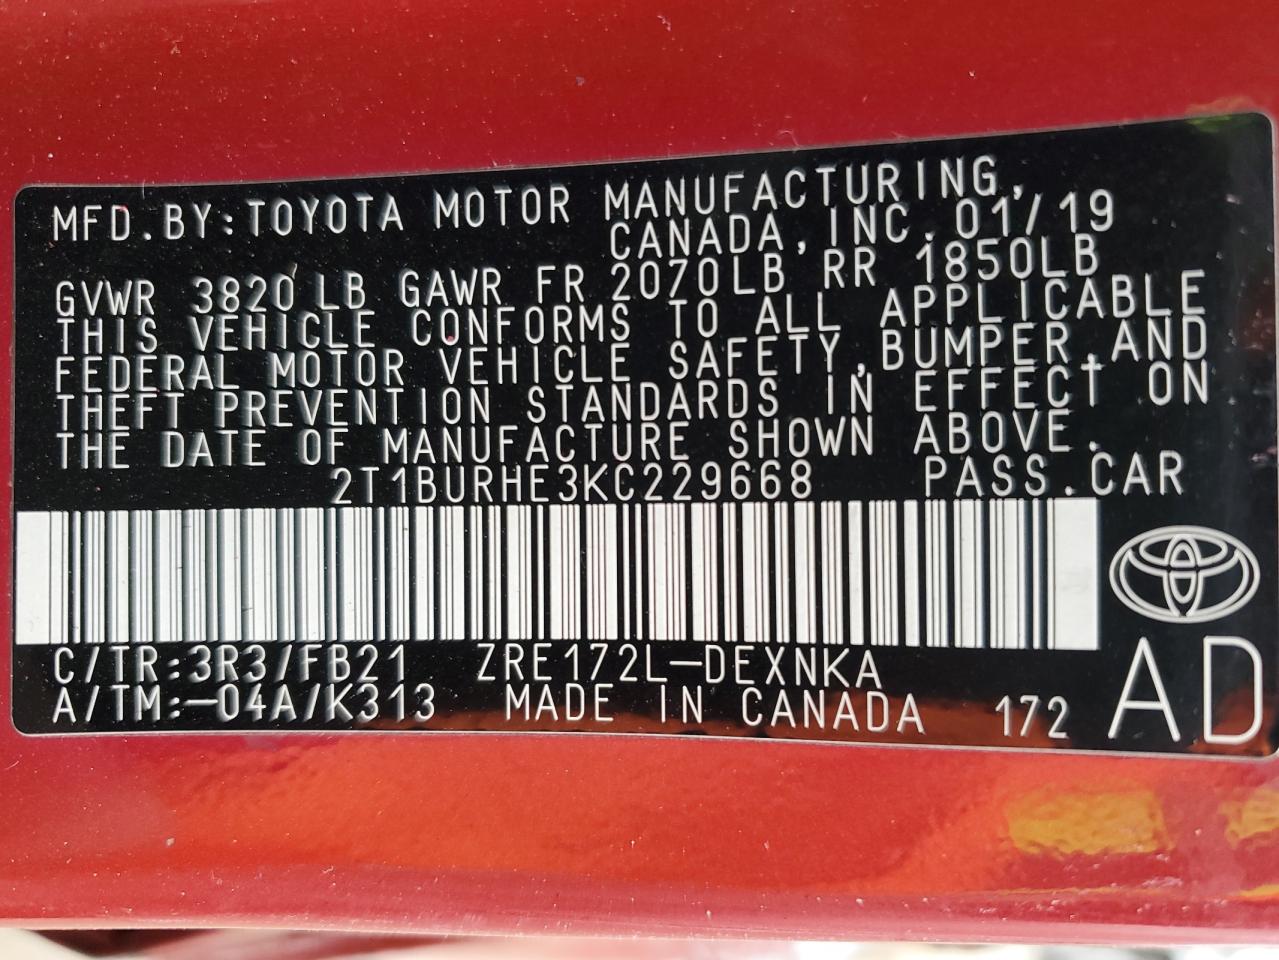 MFD.BY:TOYOTA MOTOR MANUFACTURING,
CANADA,INC.01/19
GVWR 3820 LB GAWR FR 2070LB RR 1850LB
THIS VEHICLE CONFORMS TO ALL APPLICABLE
FEDERAL MOTOR VEHICLE SAFETY,BUMPER,AND
THEFT PREVENTION STANDARDS IN EFFECT ON
THE DATE OF MANUFACTURE SHOWN ABOVE.
2T1BURHE3KC229668 PASS.CAR
C/TR:3R3/FB21 ZRE172L-DEXNKA
A/TM:-04A/K313 MADE IN CANADA 172 AD